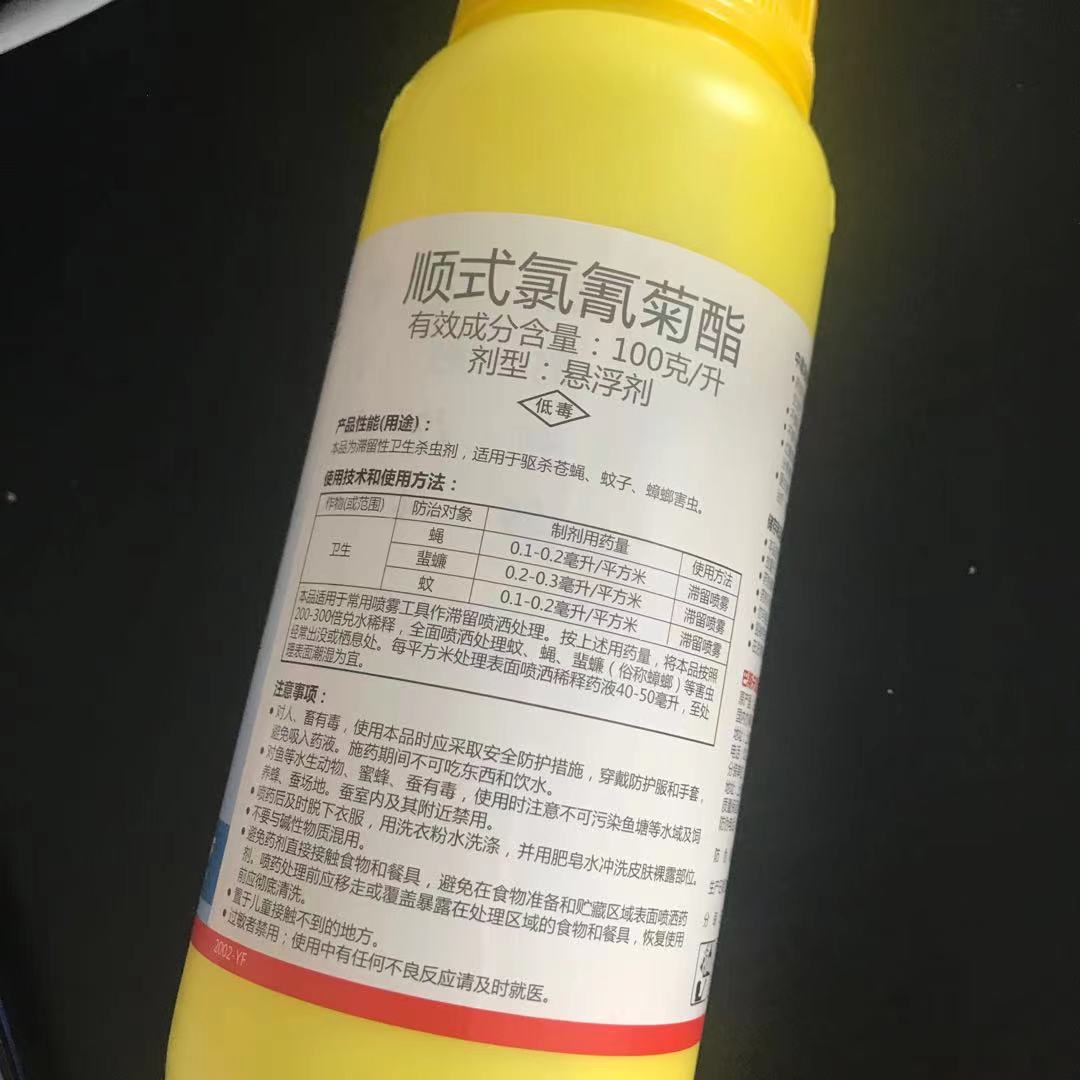 顺式氯氰菊酯
有效成分含量：100克/升
剂型：悬浮剂
低毒
产品性能(用途)：
本品为滞留性卫生杀虫剂，适用于驱杀苍蝇、蚊子、蟑螂害虫。
使用技术和使用方法：
作物(或范围) 防治对象 制剂用药量 使用方法
卫生 蝇 0.1-0.2毫升/平方米 滞留喷雾
蜚蠊 0.2-0.3毫升/平方米 滞留喷雾
蚊 0.1-0.2毫升/平方米 滞留喷雾
本品适用于常用喷雾工具作滞留喷洒处理。按上述用药量，将本品按照
200-300倍兑水稀释，全面喷洒处理蚊、蝇、蜚蠊（俗称蟑螂）等害虫
经常出没或栖息处。每平方米处理表面喷洒稀释药液40-50毫升，至处
理表面潮湿为宜。
注意事项：
• 对人、畜有毒，使用本品时应采取安全防护措施，穿戴防护服和手套，
避免吸入药液。施药期间不可吃东西和饮水。
• 对鱼等水生动物、蜜蜂、蚕有毒，使用时注意不可污染鱼塘等水域及饲
养蜂、蚕场地。蚕室内及其附近禁用。
• 喷药后及时脱下衣服，用洗衣粉水洗涤，并用肥皂水冲洗皮肤裸露部位。
• 不要与碱性物质混用。
• 避免药剂直接接触食物和餐具，避免在食物准备和贮藏区域表面喷洒药
剂。喷药处理前应移走或覆盖暴露在处理区域的食物和餐具，恢复使用
前应彻底清洗。
• 置于儿童接触不到的地方。
• 过敏者禁用；使用中有任何不良反应请及时就医。
2002-YF